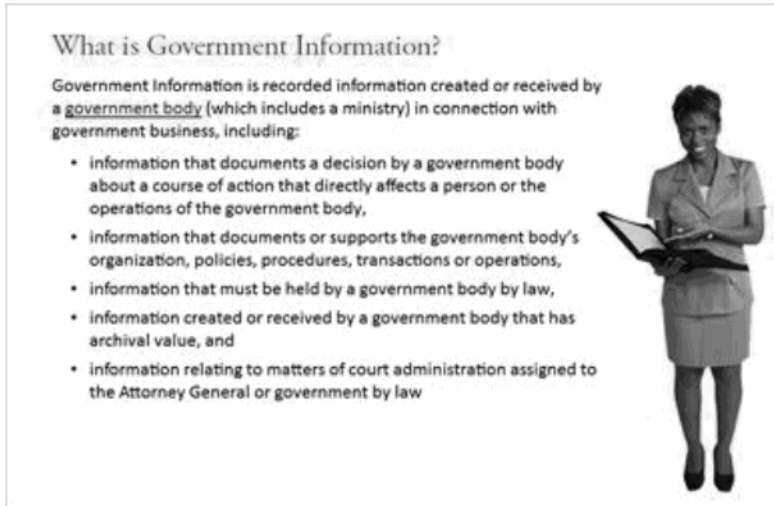 What is Government Information?
Government Information is recorded information created or received by
a government body (which includes a ministry) in connection with
government business, including:
• information that documents a decision by a government body
about a course of action that directly affects a person or the
operations of the government body,
• information that documents or supports the government body's
organization, policies, procedures, transactions or operations,
• information that must be held by a government body by law,
• information created or received by a government body that has
archival value, and
• information relating to matters of court administration assigned to
the Attorney General or government by law